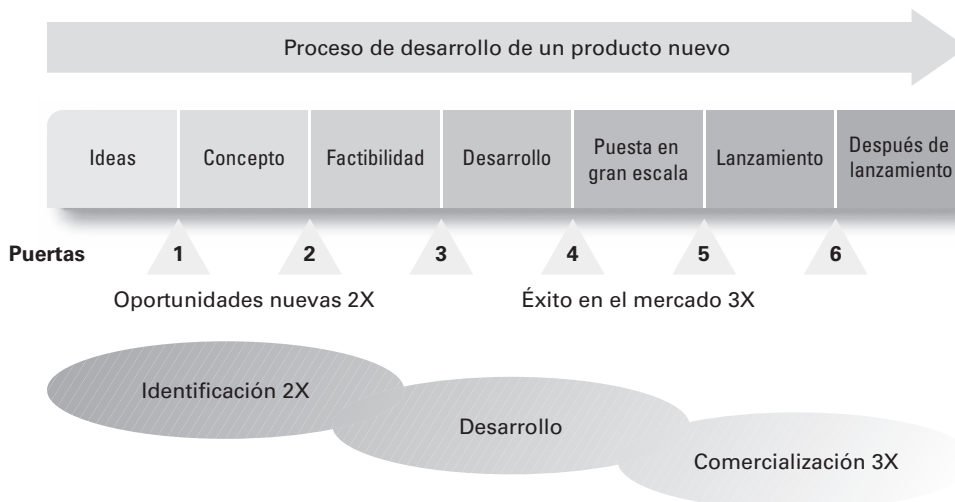 Proceso de desarrollo de un producto nuevo
Ideas
Concepto
Factibilidad
Desarrollo
Puesta en
gran escala
Lanzamiento
Después de
lanzamiento
Puertas
1
2
3
4
5
6
Oportunidades nuevas 2X
Éxito en el mercado 3X
Identificación 2X
Desarrollo
Comercialización 3X